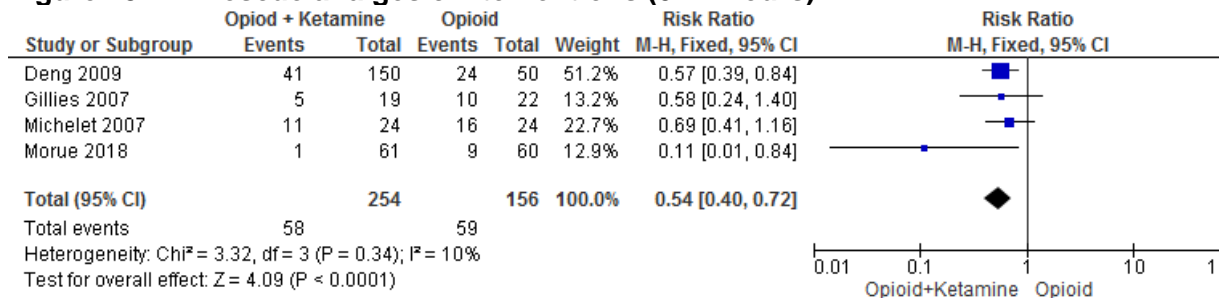 Opiod + Ketamine Opioid Risk Ratio Risk Ratio
Study or Subgroup Events Total Events Total Weight M-H, Fixed, 95% CI M-H, Fixed, 95% CI
Deng 2009 41 150 24 50 51.2% 0.57 [0.39, 0.84]
Gillies 2007 5 19 10 22 13.2% 0.58 [0.24, 1.40]
Michelet 2007 11 24 16 24 22.7% 0.69 [0.41, 1.16]
Morue 2018 1 61 9 60 12.9% 0.11 [0.01, 0.84]
Total (95% CI) 254 156 100.0% 0.54 [0.40, 0.72]
Total events 58 59
Heterogeneity: Chi² = 3.32, df = 3 (P = 0.34); I² = 10%
Test for overall effect: Z = 4.09 (P < 0.0001)
0.01 0.1 1 10 1
Opioid+Ketamine Opioid